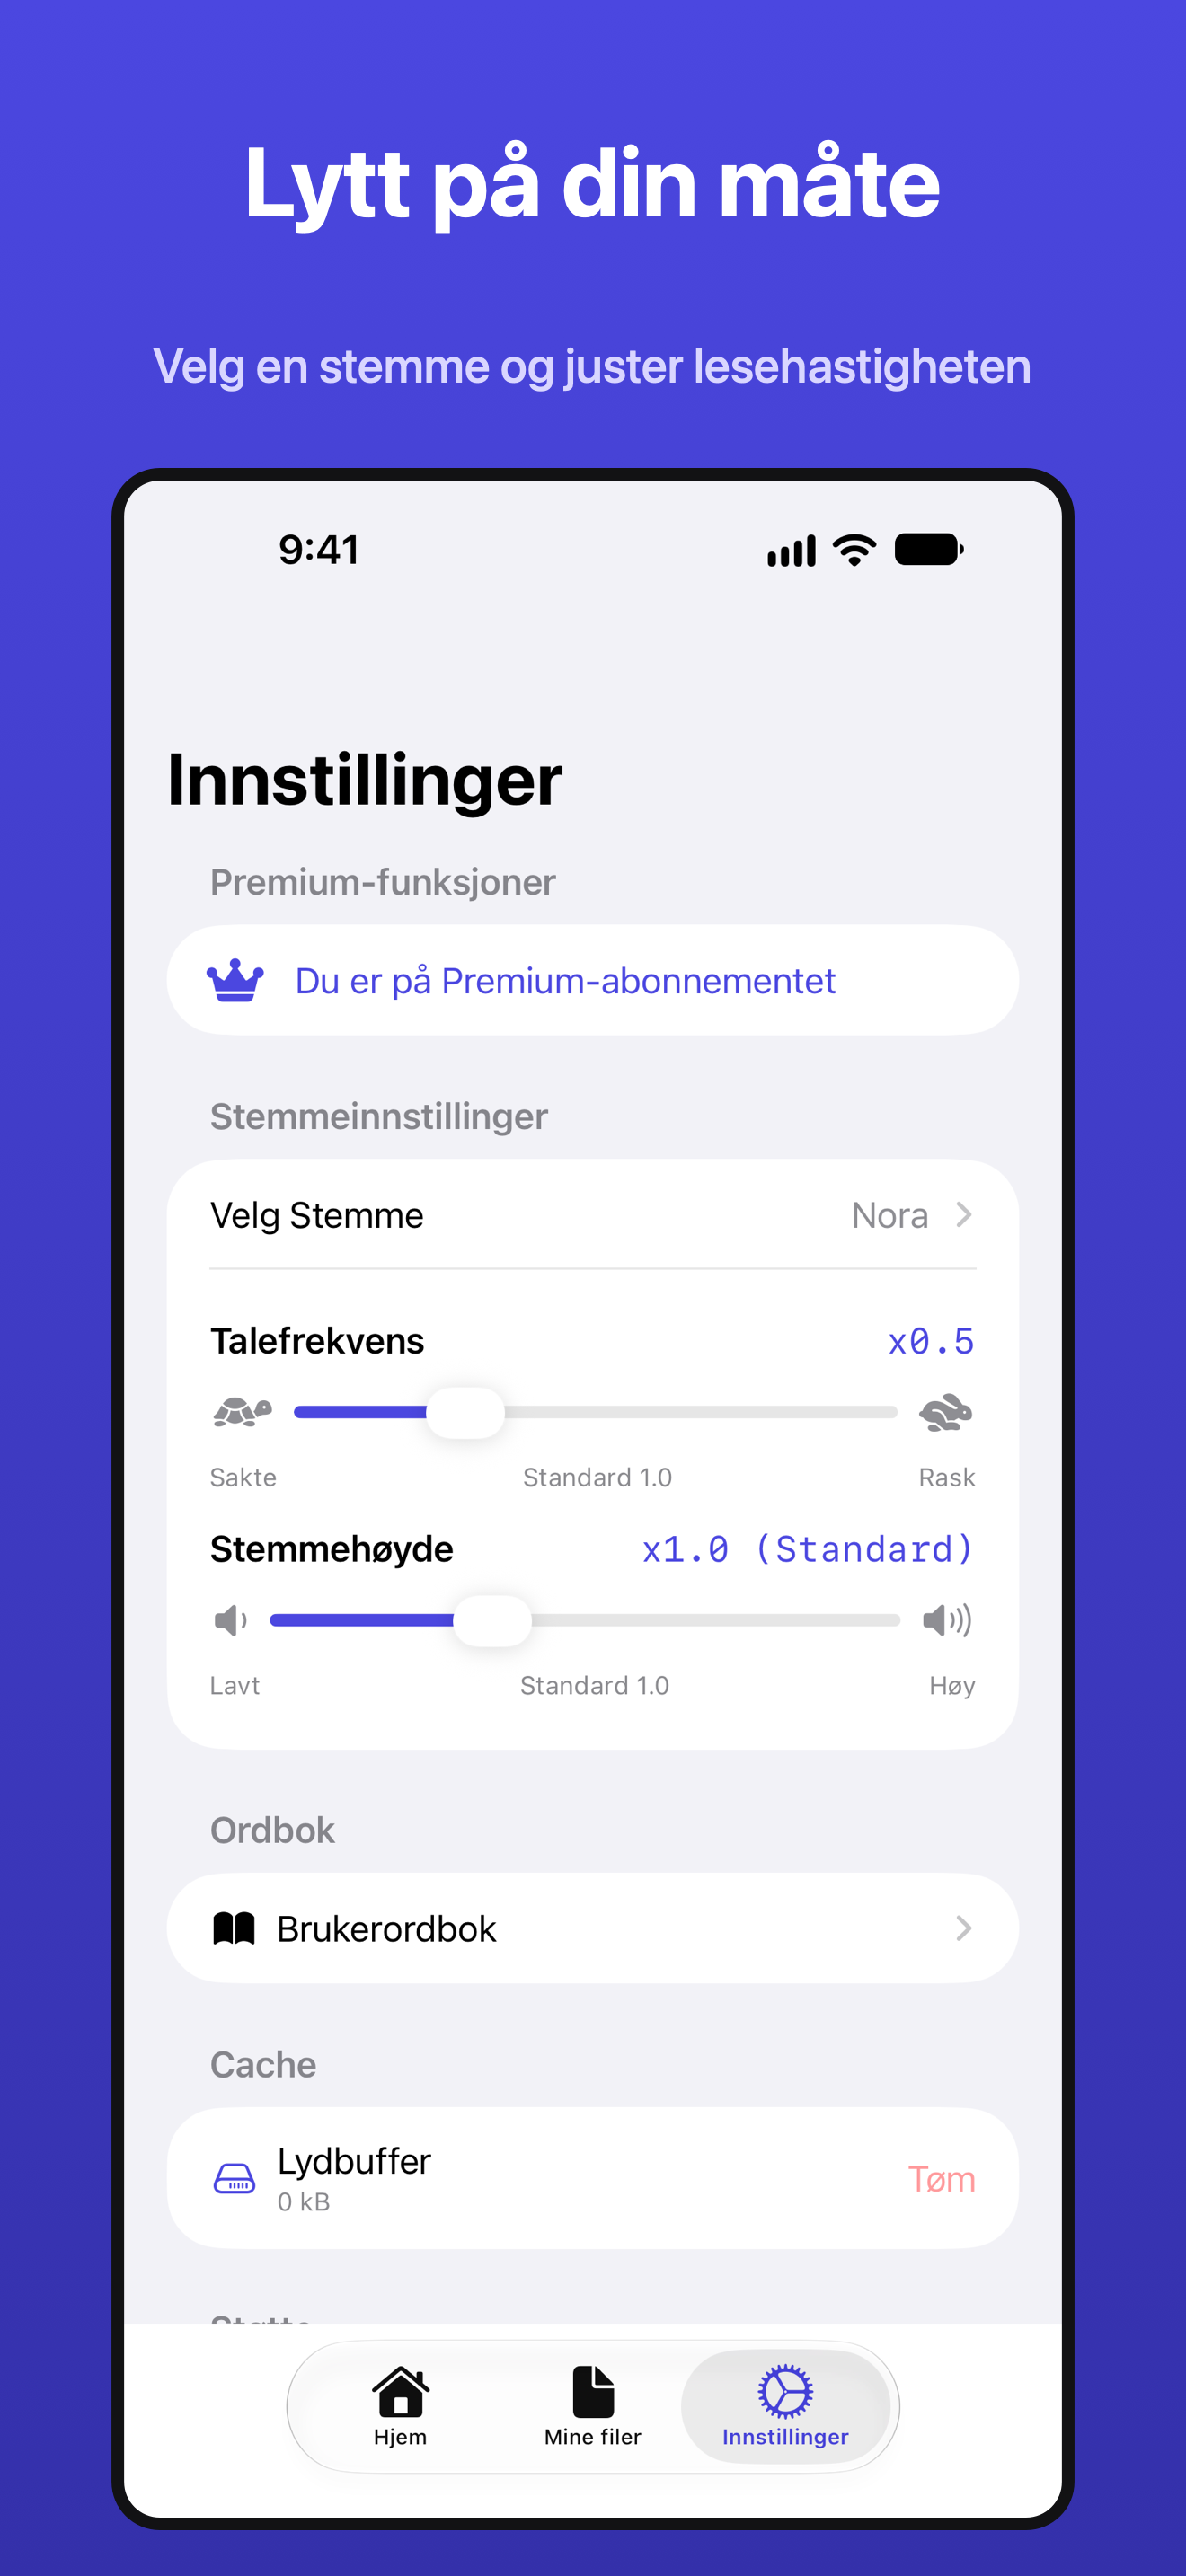 Lytt på din måte
Velg en stemme og juster lesehastigheten
9:41
Innstillinger
Premium-funksjoner
Du er på Premium-abonnementet
Stemmeinnstillinger
Velg Stemme Nora
Talefrekvens x0.5
Sakte Standard 1.0 Rask
Stemmehøyde x1.0 (Standard)
Lavt Standard 1.0 Høy
Ordbok
Brukerordbok
Cache
Lydbuffer
0 kB
Tøm
Hjem Mine filer Innstillinger